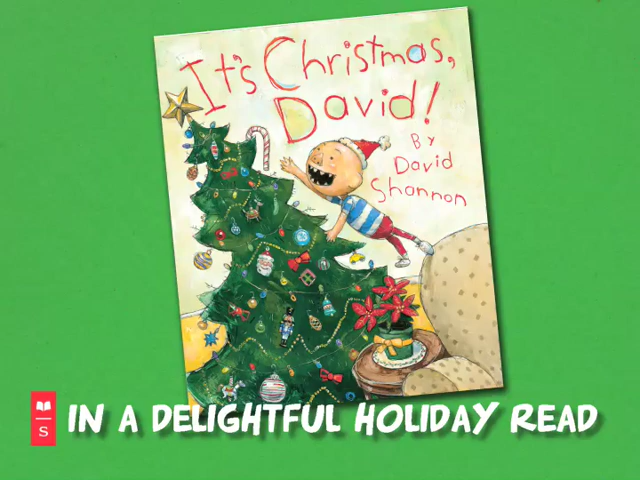 It's Christmas,
David!
By
David
Shannon
S
IN A DELIGHTFUL HOLIDAY READ